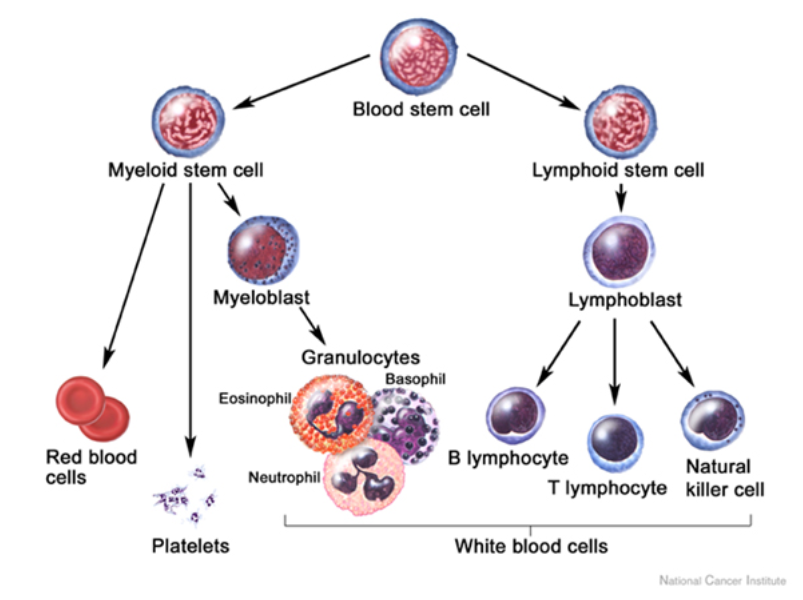 Blood stem cell
Myeloid stem cell
Lymphoid stem cell
Myeloblast
Lymphoblast
Granulocytes
Eosinophil
Basophil
Neutrophil
Red blood
cells
Platelets
B lymphocyte
T lymphocyte
Natural
killer cell
White blood cells
National Cancer Institute